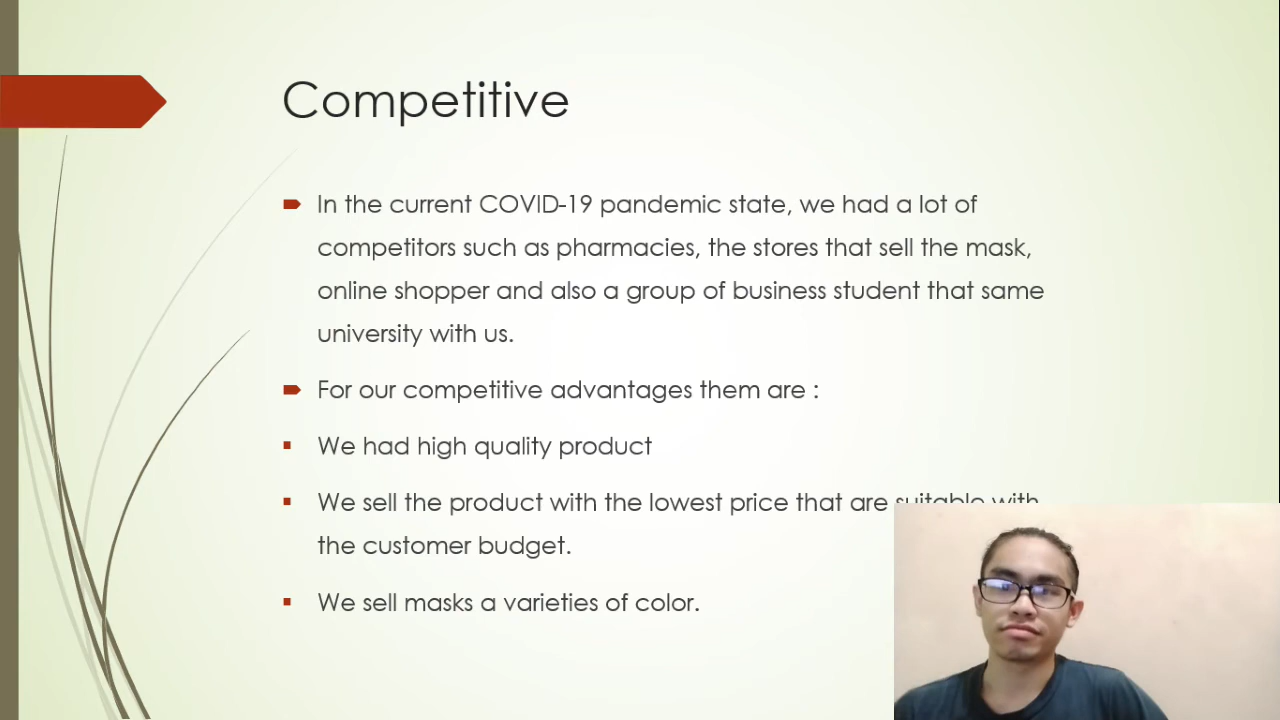 Competitive
In the current COVID-19 pandemic state, we had a lot of
competitors such as pharmacies, the stores that sell the mask,
online shopper and also a group of business student that same
university with us.
For our competitive advantages them are :
We had high quality product
We sell the product with the lowest price that are suitable with
the customer budget.
We sell masks a varieties of color.